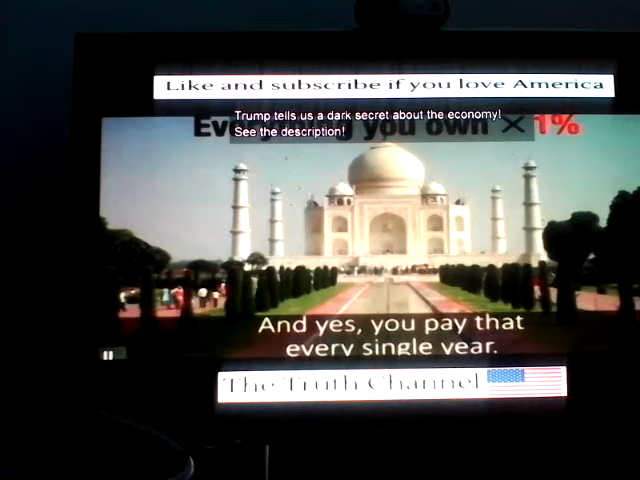 Like and subscribe if you love America
Trump tells us a dark secret about the economy!
See the description!
Everything you own × 1%
And yes, you pay that
every single year.
The Truth Channel